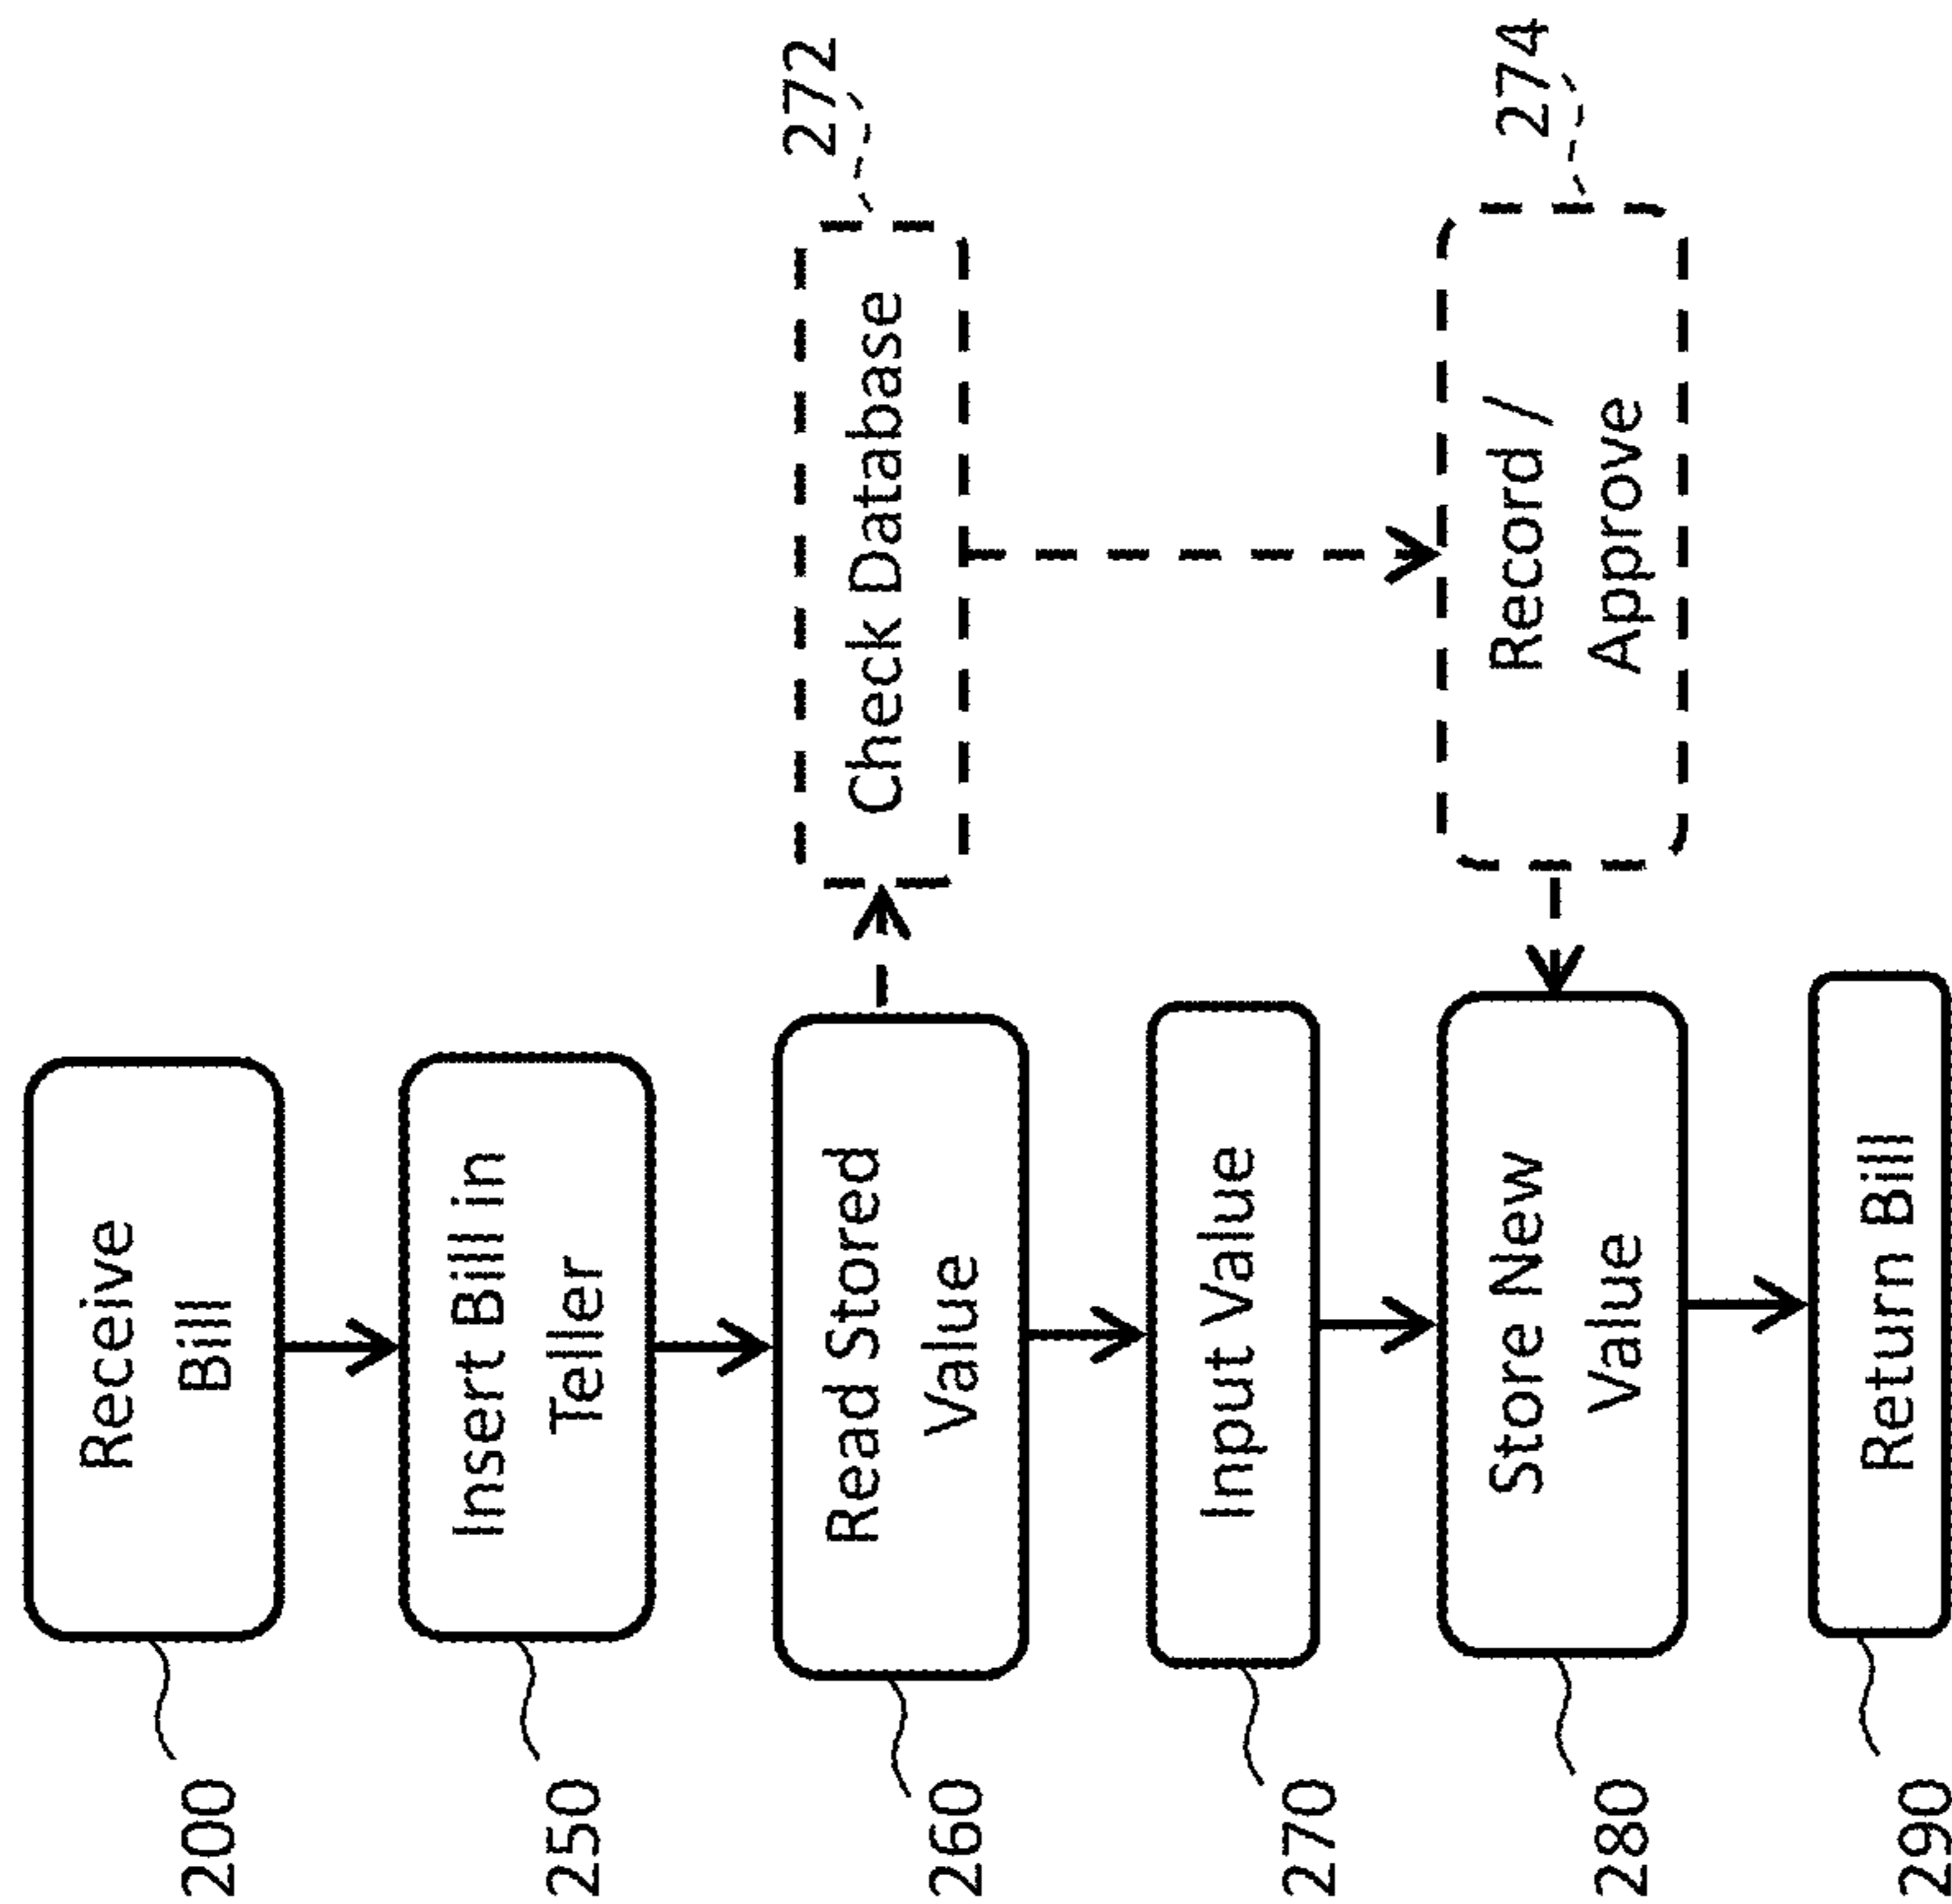 200
Receive
Bill
250
Insert Bill in
Teller
260
Read Stored
Value
Check Database
272
270
Input Value
280
Store New
Value
Record /
Approve
274
290
Return Bill